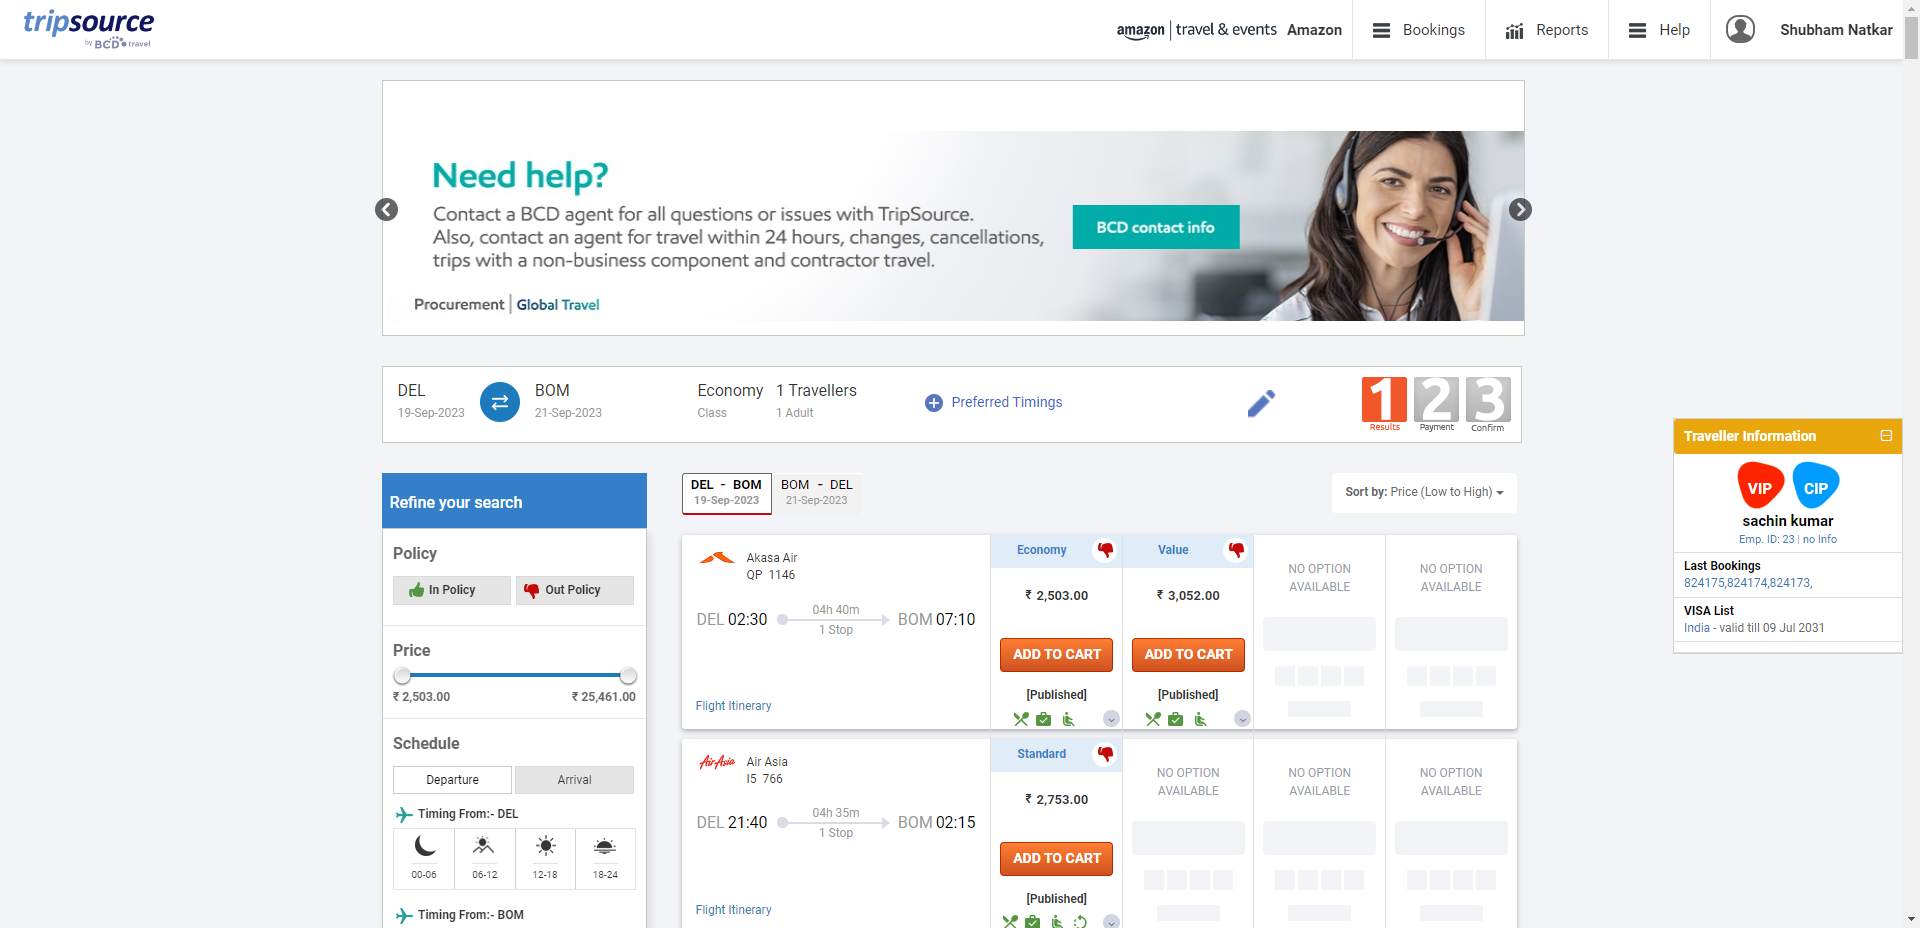 tripsource
by BCD travel
amazon | travel & events Amazon
Bookings
Reports
Help
Shubham Natkar
Need help?
Contact a BCD agent for all questions or issues with TripSource.
Also, contact an agent for travel within 24 hours, changes, cancellations,
trips with a non-business component and contractor travel.
BCD contact info
Procurement | Global Travel
DEL
19-Sep-2023
BOM
21-Sep-2023
Economy
Class
1 Travellers
1 Adult
Preferred Timings
1 Results
2 Payment
3 Confirm
Traveller Information
VIP
CIP
sachin kumar
Emp. ID: 23 | no Info
Last Bookings
824175,824174,824173,
VISA List
India - valid till 09 Jul 2031
Refine your search
Policy
In Policy
Out Policy
Price
₹ 2,503.00
₹ 25,461.00
Schedule
Departure
Arrival
Timing From:- DEL
00-06
06-12
12-18
18-24
Timing From:- BOM
DEL - BOM
19-Sep-2023
BOM - DEL
21-Sep-2023
Sort by: Price (Low to High)
Akasa Air
QP 1146
DEL 02:30
04h 40m
1 Stop
BOM 07:10
Flight Itinerary
Economy
₹ 2,503.00
ADD TO CART
[Published]
Value
₹ 3,052.00
ADD TO CART
[Published]
NO OPTION
AVAILABLE
NO OPTION
AVAILABLE
AirAsia
Air Asia
I5 766
DEL 21:40
04h 35m
1 Stop
BOM 02:15
Flight Itinerary
Standard
₹ 2,753.00
ADD TO CART
[Published]
NO OPTION
AVAILABLE
NO OPTION
AVAILABLE
NO OPTION
AVAILABLE